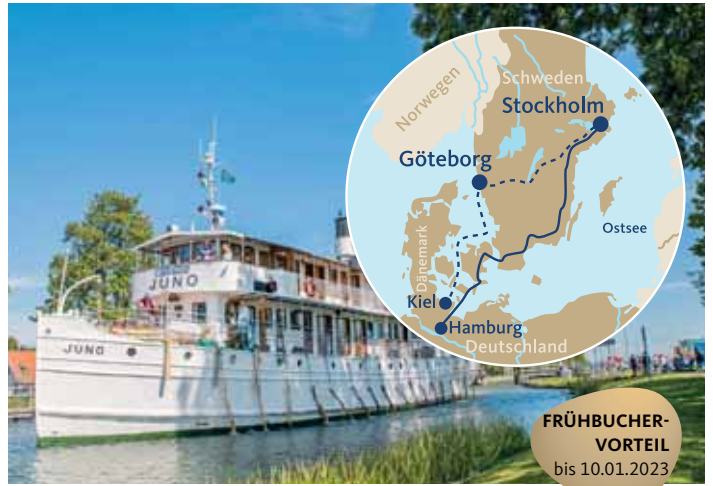 Norwegen
Schweden
Stockholm
Göteborg
Ostsee
Dänemark
Kiel
Hamburg
Deutschland
JUNO
JUNO
FRÜHBUCHER-
VORTEIL
bis 10.01.2023